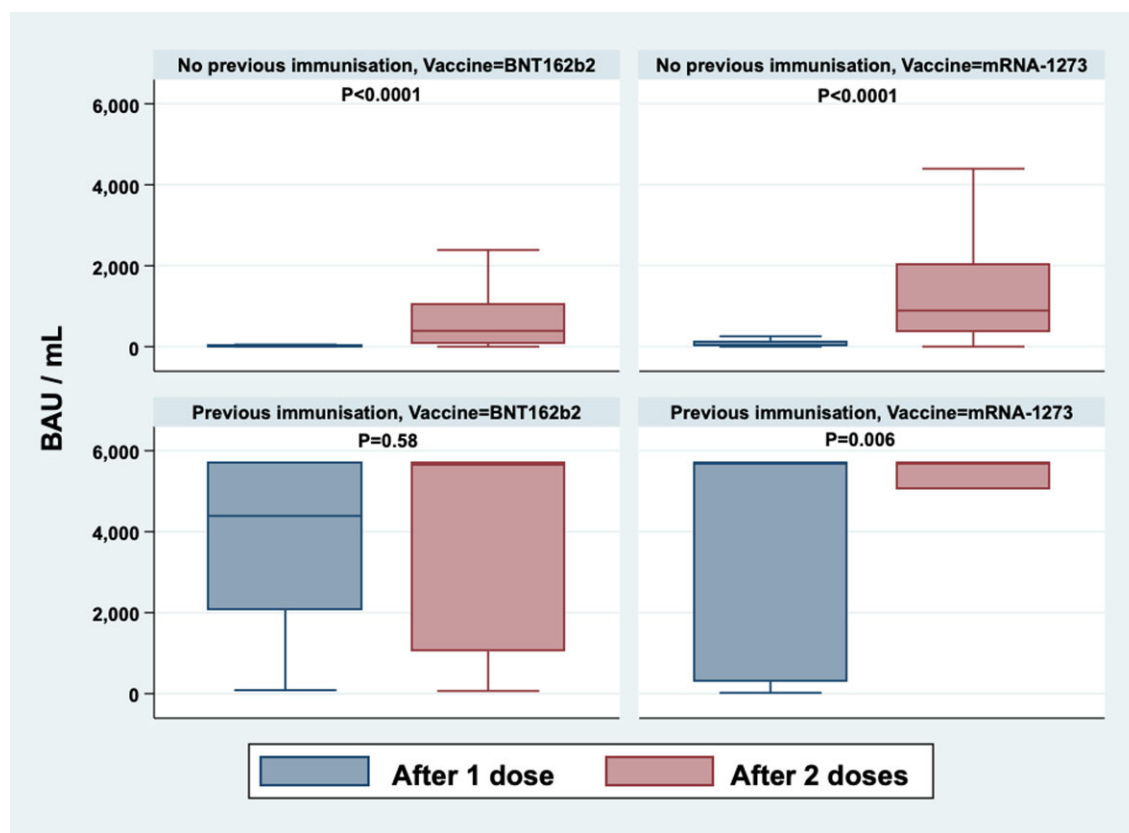 No previous immunisation, Vaccine=BNT162b2
No previous immunisation, Vaccine=mRNA-1273
P<0.0001
P<0.0001
6,000
4,000
2,000
0
BAU / mL
Previous immunisation, Vaccine=BNT162b2
Previous immunisation, Vaccine=mRNA-1273
P=0.58
P=0.006
6,000
4,000
2,000
0
After 1 dose
After 2 doses